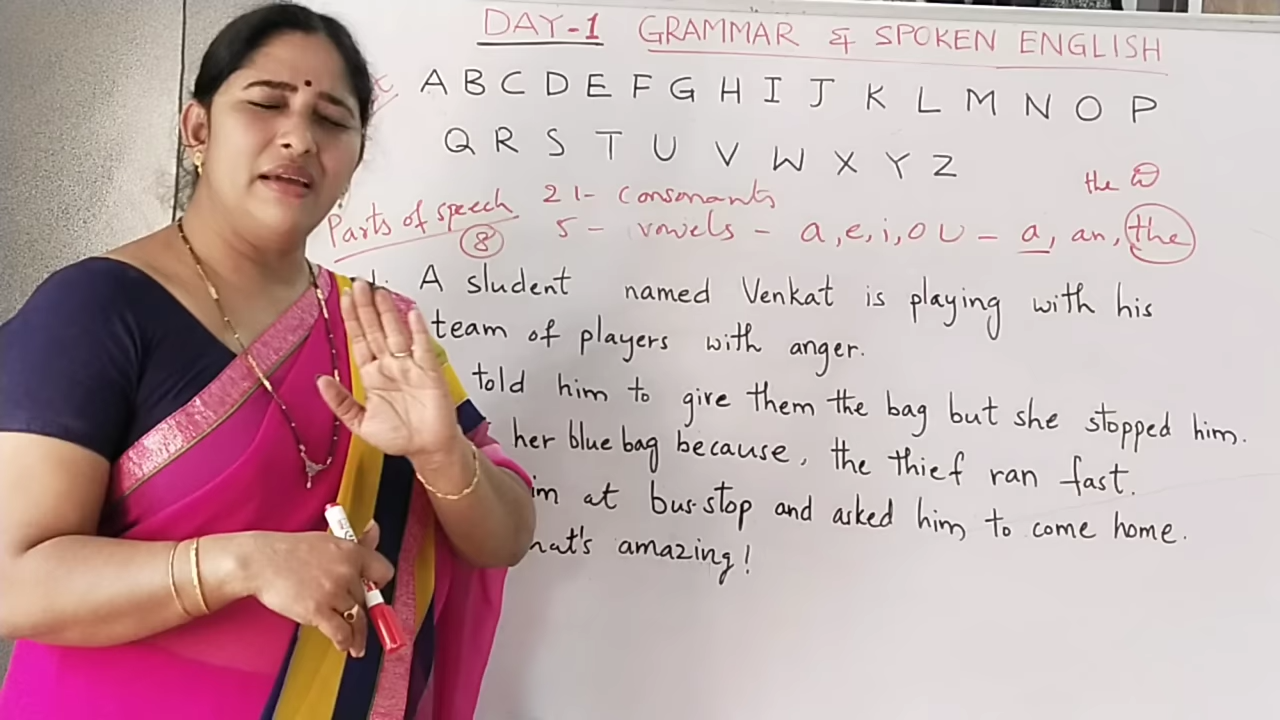 DAY-1 GRAMMAR & SPOKEN ENGLISH
A B C D E F G H I J K L M N O P
Q R S T U V W X Y Z
the
Parts of speech 21- Consonants
8 5 - vowels - a, e, i, o U - a, an, the
A student named Venkat is playing with his
team of players with anger.
told him to give them the bag but she stopped him.
her blue bag because, the thief ran fast.
at bus-stop and asked him to come home.
amazing!